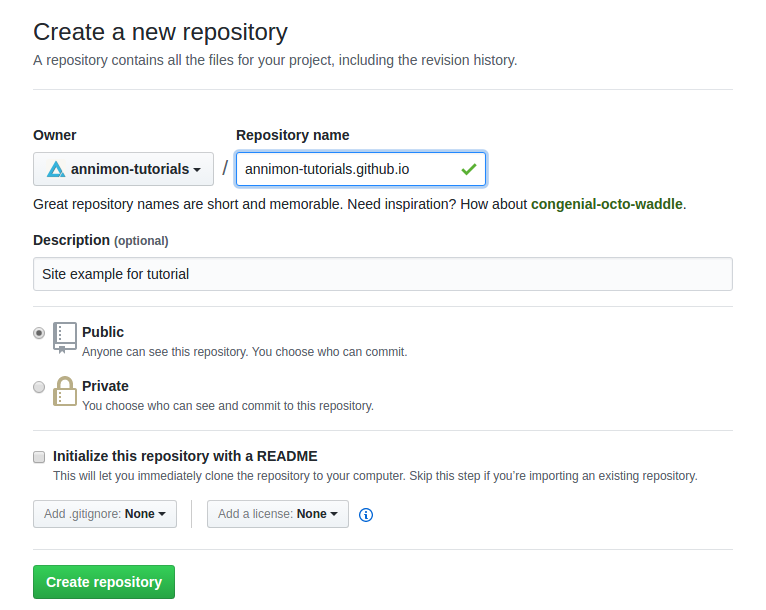 Create a new repository
A repository contains all the files for your project, including the revision history.
Owner
Repository name
annimon-tutorials / annimon-tutorials.github.io
Great repository names are short and memorable. Need inspiration? How about congenial-octo-waddle.
Description (optional)
Site example for tutorial
Public
Anyone can see this repository. You choose who can commit.
Private
You choose who can see and commit to this repository.
Initialize this repository with a README
This will let you immediately clone the repository to your computer. Skip this step if you’re importing an existing repository.
Add .gitignore: None
Add a license: None
Create repository